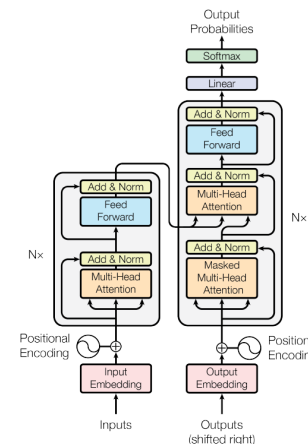 Output
Probabilities
Softmax
Linear
Add & Norm
Feed
Forward
Add & Norm
Multi-Head
Attention
Add & Norm
Masked
Multi-Head
Attention
N×
Add & Norm
Feed
Forward
Add & Norm
Multi-Head
Attention
N×
Positional
Encoding
Input
Embedding
Inputs
Output
Embedding
Outputs
(shifted right)
Position
Encodin